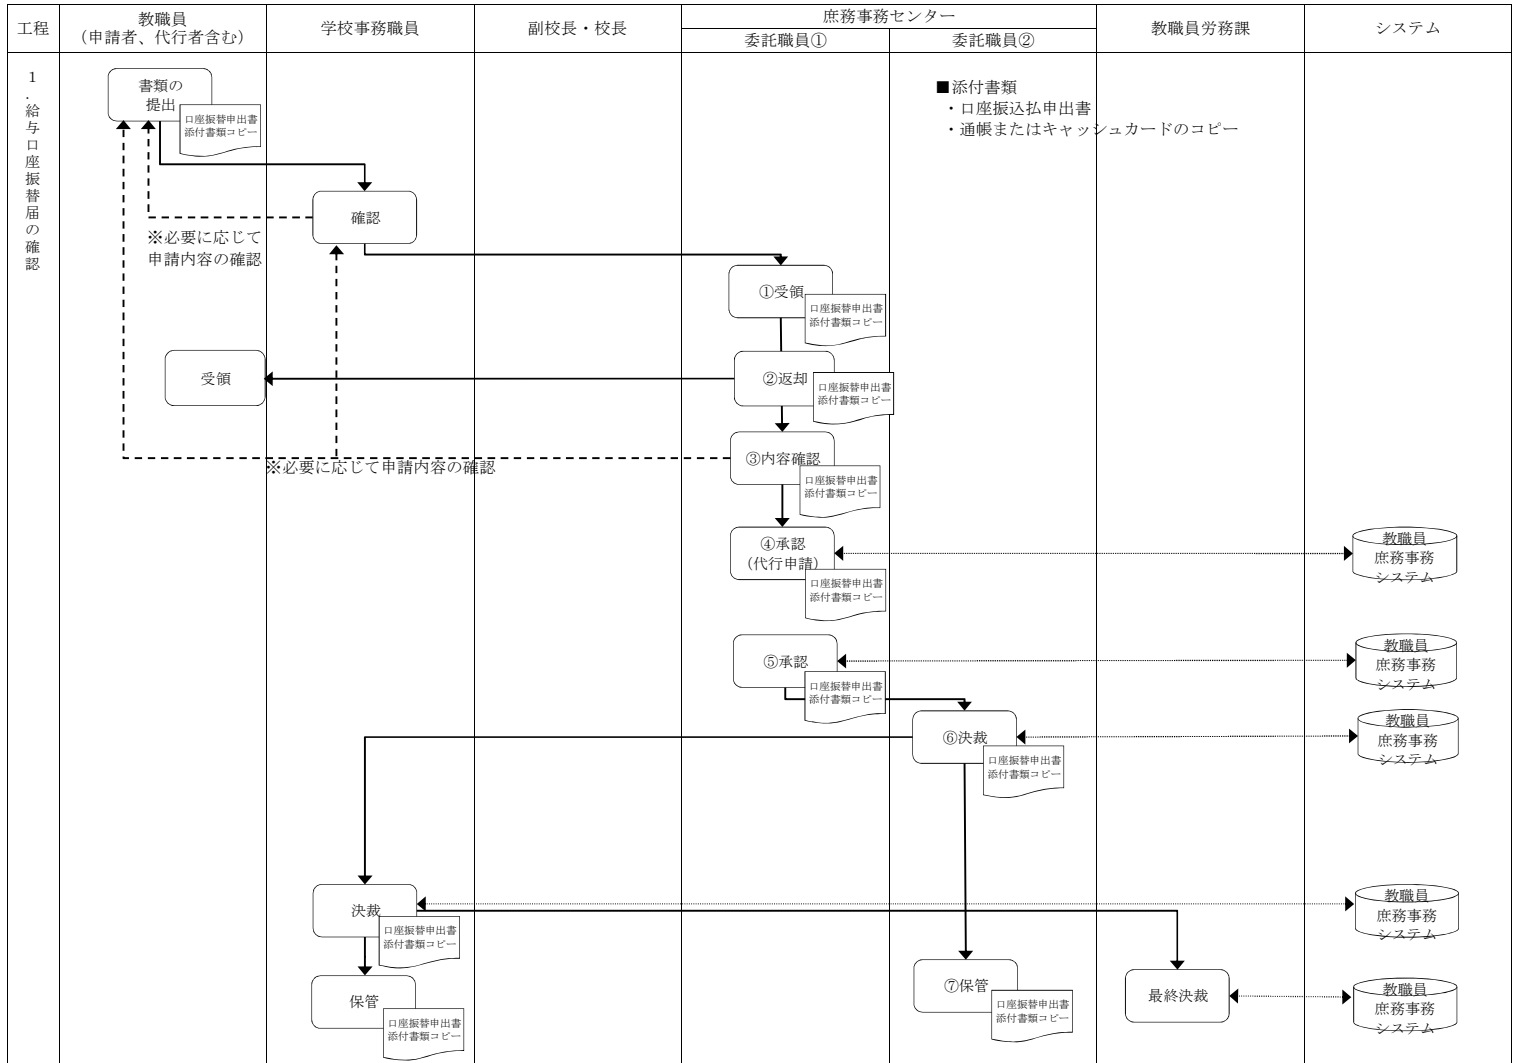 工程
教職員
（申請者、代行者含む）
学校事務職員
副校長・校長
庶務事務センター
委託職員①
委託職員②
教職員労務課
システム
１．給与口座振替届の確認
書類の
提出
口座振替申出書
添付書類コピー
■添付書類
・口座振込払申出書
・通帳またはキャッシュカードのコピー
確認
※必要に応じて
申請内容の確認
①受領
口座振替申出書
添付書類コピー
受領
②返却
口座振替申出書
添付書類コピー
③内容確認
※必要に応じて申請内容の確認
口座振替申出書
添付書類コピー
④承認
（代行申請）
口座振替申出書
添付書類コピー
教職員
庶務事務
システム
⑤承認
口座振替申出書
添付書類コピー
教職員
庶務事務
システム
⑥決裁
口座振替申出書
添付書類コピー
教職員
庶務事務
システム
決裁
口座振替申出書
添付書類コピー
教職員
庶務事務
システム
保管
口座振替申出書
添付書類コピー
⑦保管
口座振替申出書
添付書類コピー
最終決裁
教職員
庶務事務
システム